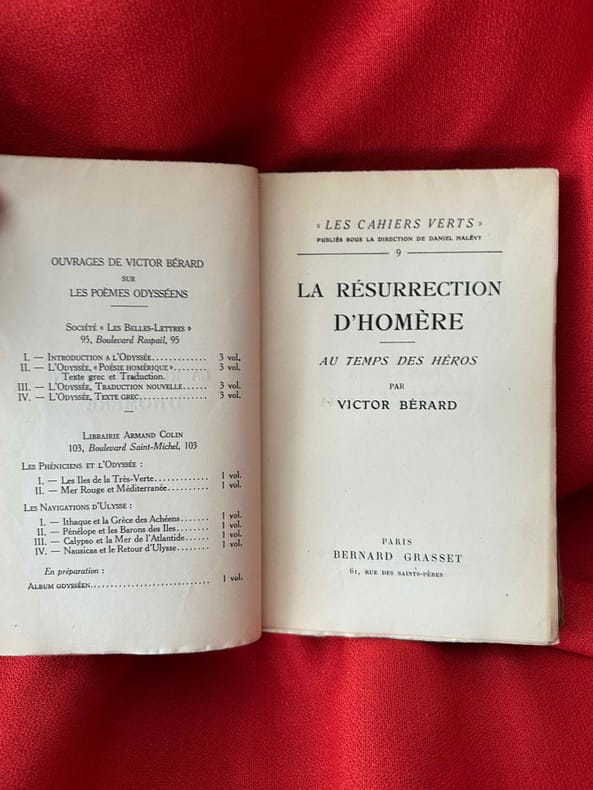 OUVRAGES DE VICTOR BÉRARD
SUR
LES POÈMES ODYSSÉENS
Société « Les Belles-Lettres »
95, Boulevard Raspail, 95
I. — Introduction a l'Odyssée............. 3 vol.
II. — L'Odyssée, « Poésie homérique »........ 3 vol.
Texte grec et Traduction.
III. — L'Odyssée, Traduction nouvelle....... 3 vol.
IV. — L'Odyssée, Texte grec................ 3 vol.
Librairie Armand Colin
103, Boulevard Saint-Michel, 103
Les Phéniciens et l'Odyssée :
I. — Les Iles de la Très-Verte............. 1 vol.
II. — Mer Rouge et Méditerranée.......... 1 vol.
Les Navigations d'Ulysse :
I. — Ithaque et la Grèce des Achéens....... 1 vol.
II. — Pénélope et les Barons des Iles....... 1 vol.
III. — Calypso et la Mer de l'Atlantide...... 1 vol.
IV. — Nausicaa et le Retour d'Ulysse....... 1 vol.
En préparation :
Album odysséen............................ 1 vol.
« LES CAHIERS VERTS »
PUBLIÉS SOUS LA DIRECTION DE DANIEL HALÉVY
9
LA RÉSURRECTION
D'HOMÈRE
AU TEMPS DES HÉROS
PAR
VICTOR BÉRARD
PARIS
BERNARD GRASSET
61, RUE DES SAINTS-PÈRES